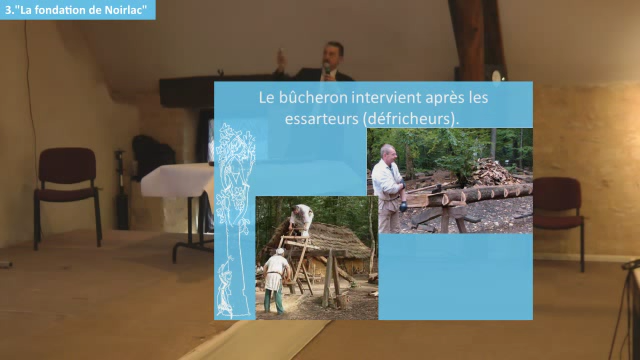 3."La fondation de Noirlac"
Le bûcheron intervient après les
essarteurs (défricheurs).